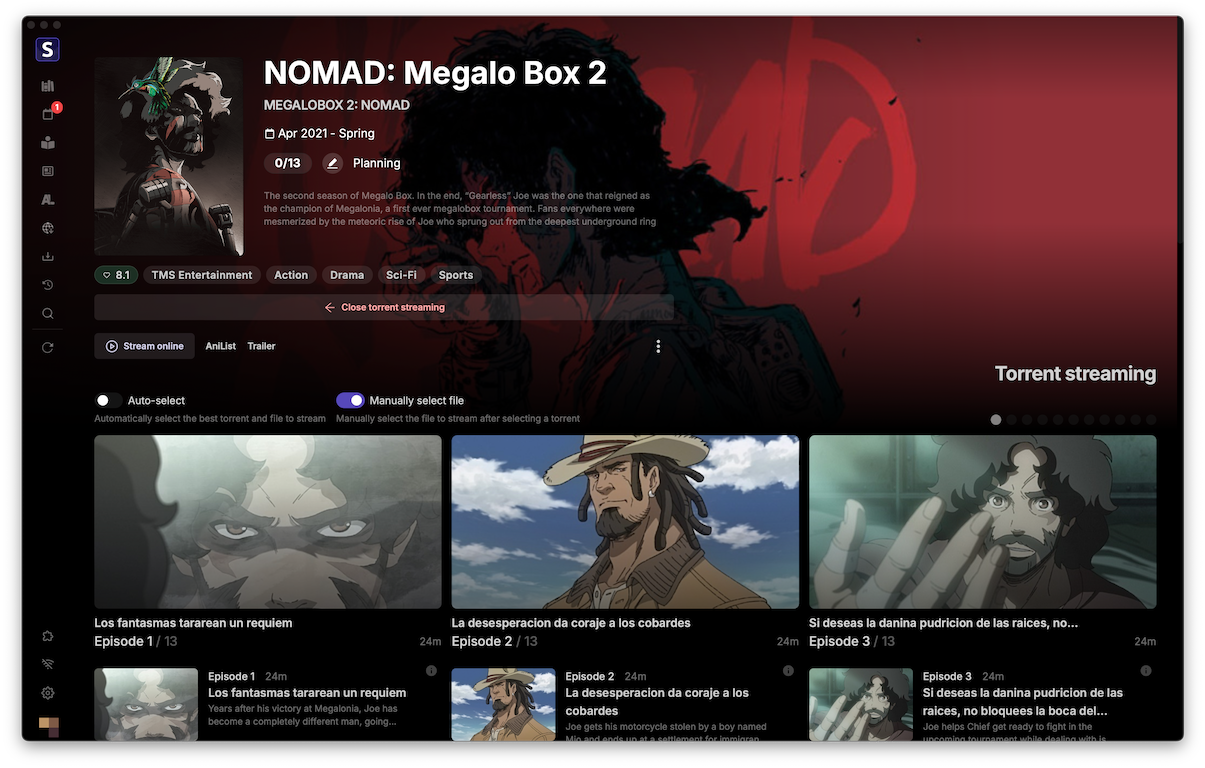 S
1
NOMAD: Megalo Box 2
MEGALOBOX 2: NOMAD
Apr 2021 - Spring
0/13
Planning
The second season of Megalo Box. In the end, “Gearless” Joe was the one that reigned as
the champion of Megalonia, a first ever megalobox tournament. Fans everywhere were
mesmerized by the meteoric rise of Joe who sprung out from the deepest underground ring
8.1
TMS Entertainment
Action
Drama
Sci-Fi
Sports
Close torrent streaming
Stream online
AniList
Trailer
Torrent streaming
Auto-select
Automatically select the best torrent and file to stream
Manually select file
Manually select the file to stream after selecting a torrent
Los fantasmas tararean un requiem
Episode 1 / 13
24m
La desesperacion da coraje a los cobardes
Episode 2 / 13
24m
Si deseas la danina pudricion de las raices, no...
Episode 3 / 13
24m
Episode 1 24m
Los fantasmas tararean un requiem
Years after his victory at Megalonia, Joe has
become a completely different man, going...
Episode 2 24m
La desesperacion da coraje a los
cobardes
Joe gets his motorcycle stolen by a boy named
Mio and ends up at a settlement for immigran
Episode 3 24m
Si deseas la danina pudricion de las
raices, no bloquees la boca del...
Joe helps Chief get ready to fight in the
upcoming tournament while dealing with is